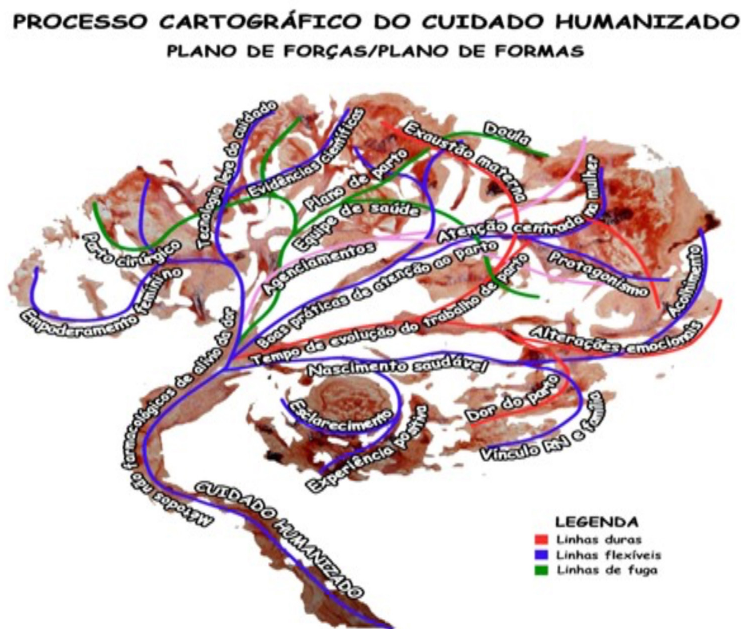 PROCESSO CARTOGRÁFICO DO CUIDADO HUMANIZADO
PLANO DE FORÇAS/PLANO DE FORMAS
Tecnologia leve do cuidado
Evidências científicas
Exaustão materna
Doula
Plano de parto
Equipe de saúde
Parto cirúrgico
Agenciamentos
Atenção centrada na mulher
Empoderamento feminino
Boas práticas de atenção ao parto
Protagonismo
Acolhimento
Tempo de evolução do trabalho de parto
Alterações emocionais
Nascimento saudável
Dor do parto
Esclarecimento
Experiência positiva
Vínculo RN e família
Métodos não farmacológicos de alívio da dor
CUIDADO HUMANIZADO
LEGENDA
Linhas duras
Linhas flexíveis
Linhas de fuga